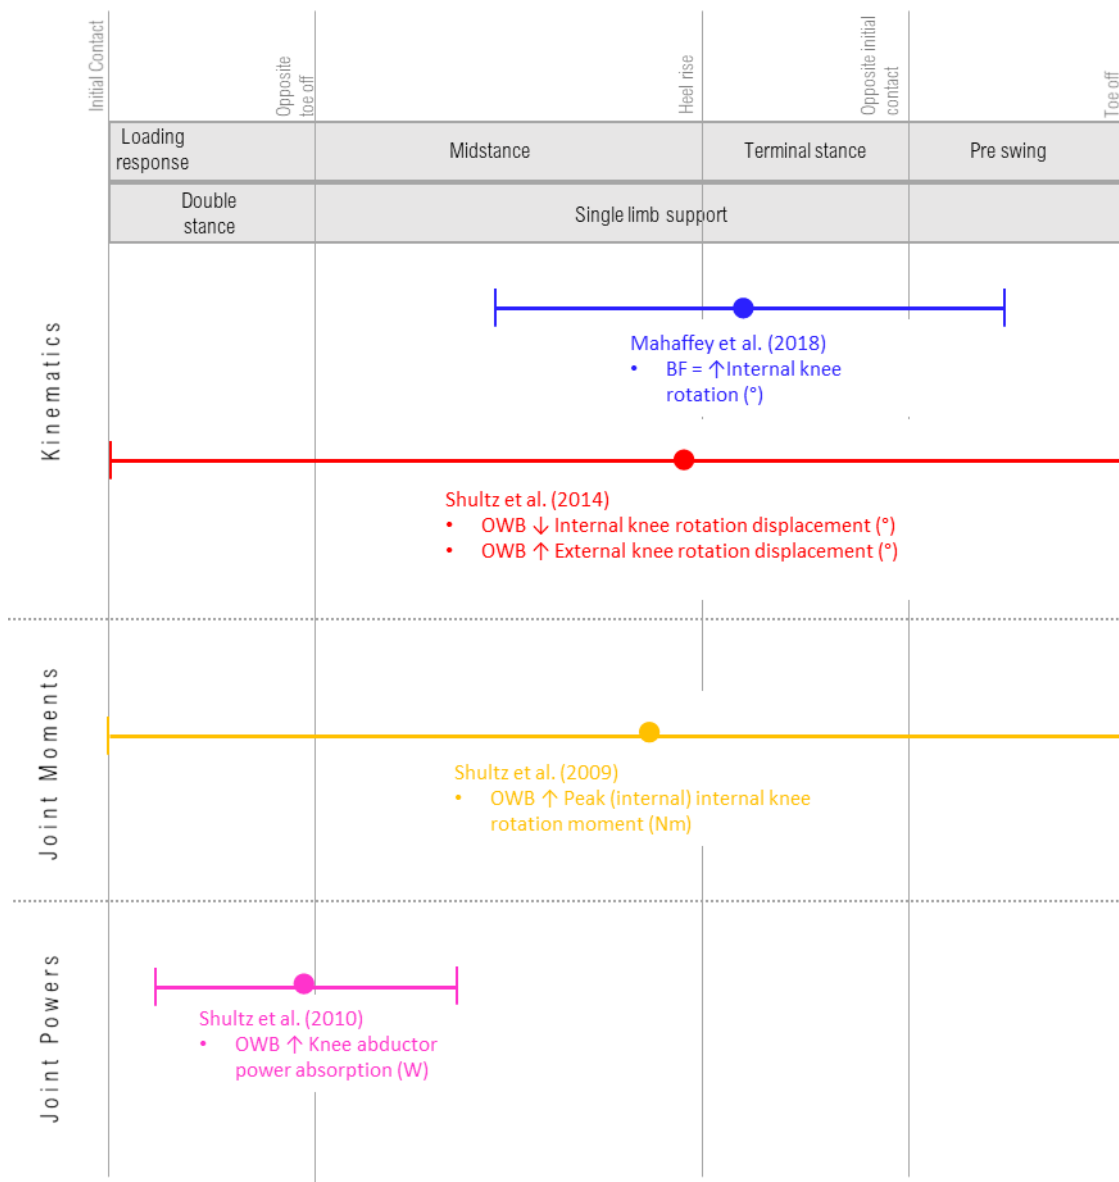 Initial Contact
Opposite
toe off
Heel rise
Opposite initial
contact
Toe off
Loading
response
Midstance
Terminal stance
Pre swing
Double
stance
Single limb support
Kinematics
Mahaffey et al. (2018)
• BF = ↑Internal knee
rotation (°)
Shultz et al. (2014)
• OWB ↓ Internal knee rotation displacement (°)
• OWB ↑ External knee rotation displacement (°)
Joint Moments
Shultz et al. (2009)
• OWB ↑ Peak (internal) internal knee
rotation moment (Nm)
Joint Powers
Shultz et al. (2010)
• OWB ↑ Knee abductor
power absorption (W)